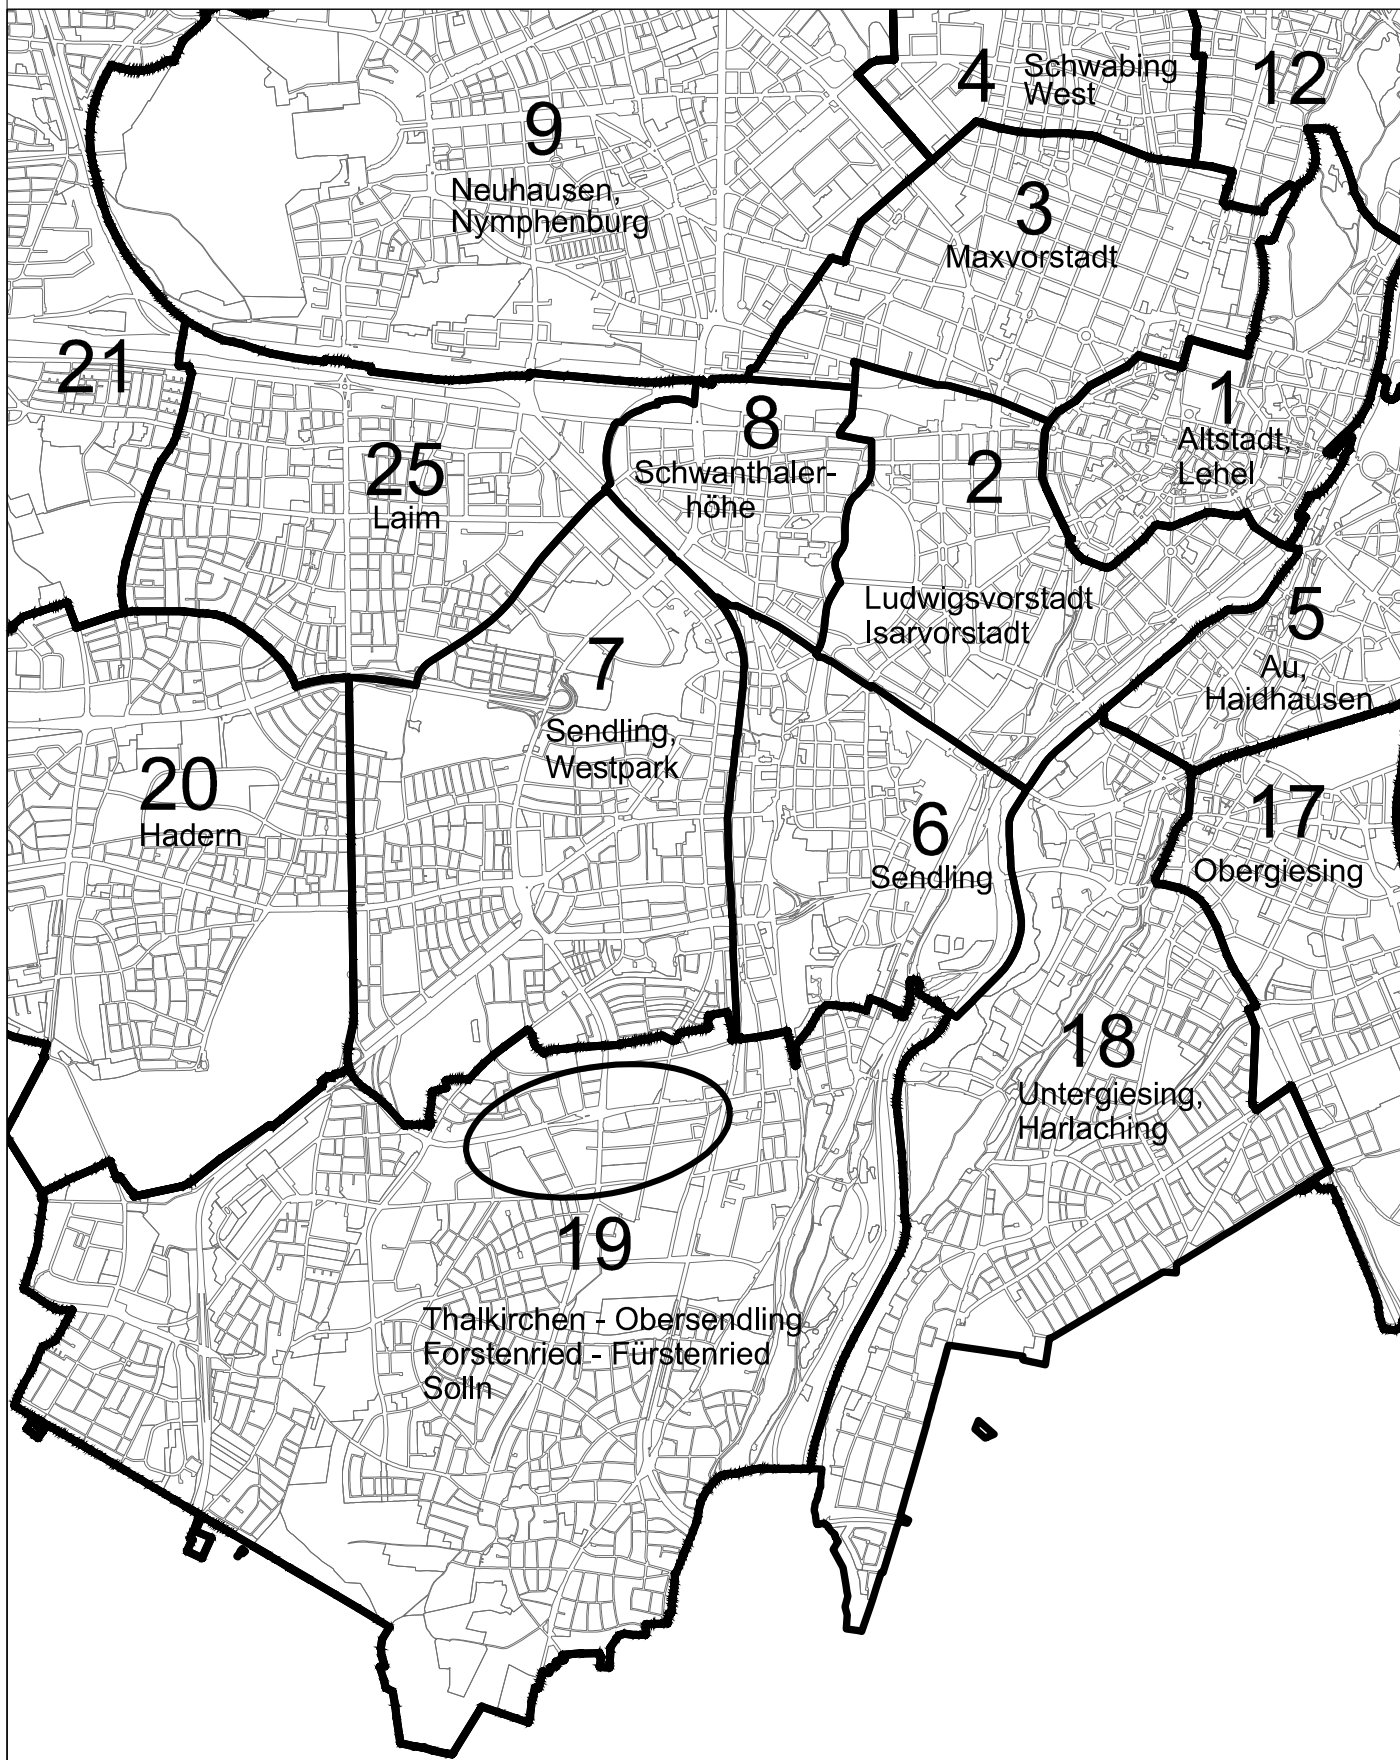 4
Schwabing
West
12
9
Neuhausen,
Nymphenburg
3
Maxvorstadt
21
1
Altstadt,
Lehel
8
Schwanthaler-
höhe
2
Ludwigsvorstadt
Isarvorstadt
25
Laim
5
Au,
Haidhausen
7
Sendling,
Westpark
20
Hadern
6
Sendling
17
Obergiesing
18
Untergiesing,
Harlaching
19
Thalkirchen - Obersendling
Forstenried - Fürstenried
Solln